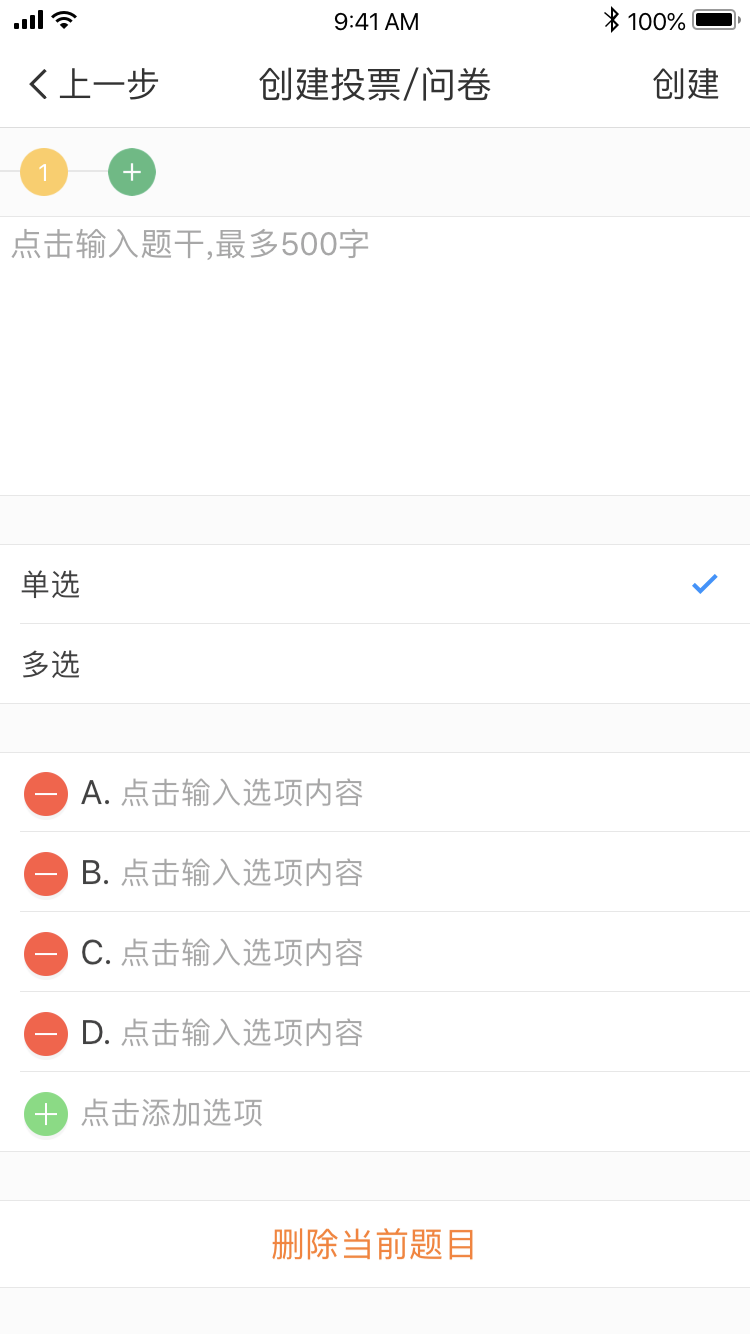 9:41 AM 100%
上一步 创建投票/问卷 创建
1
点击输入题干,最多500字
单选
多选
A. 点击输入选项内容
B. 点击输入选项内容
C. 点击输入选项内容
D. 点击输入选项内容
点击添加选项
删除当前题目